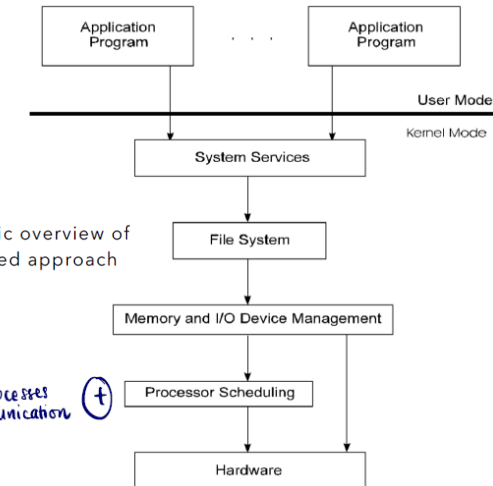 Application
Program
. . .
Application
Program
User Mode
Kernel Mode
System Services
ic overview of
ed approach
File System
Memory and I/O Device Management
ocesses
unication
+
Processor Scheduling
Hardware